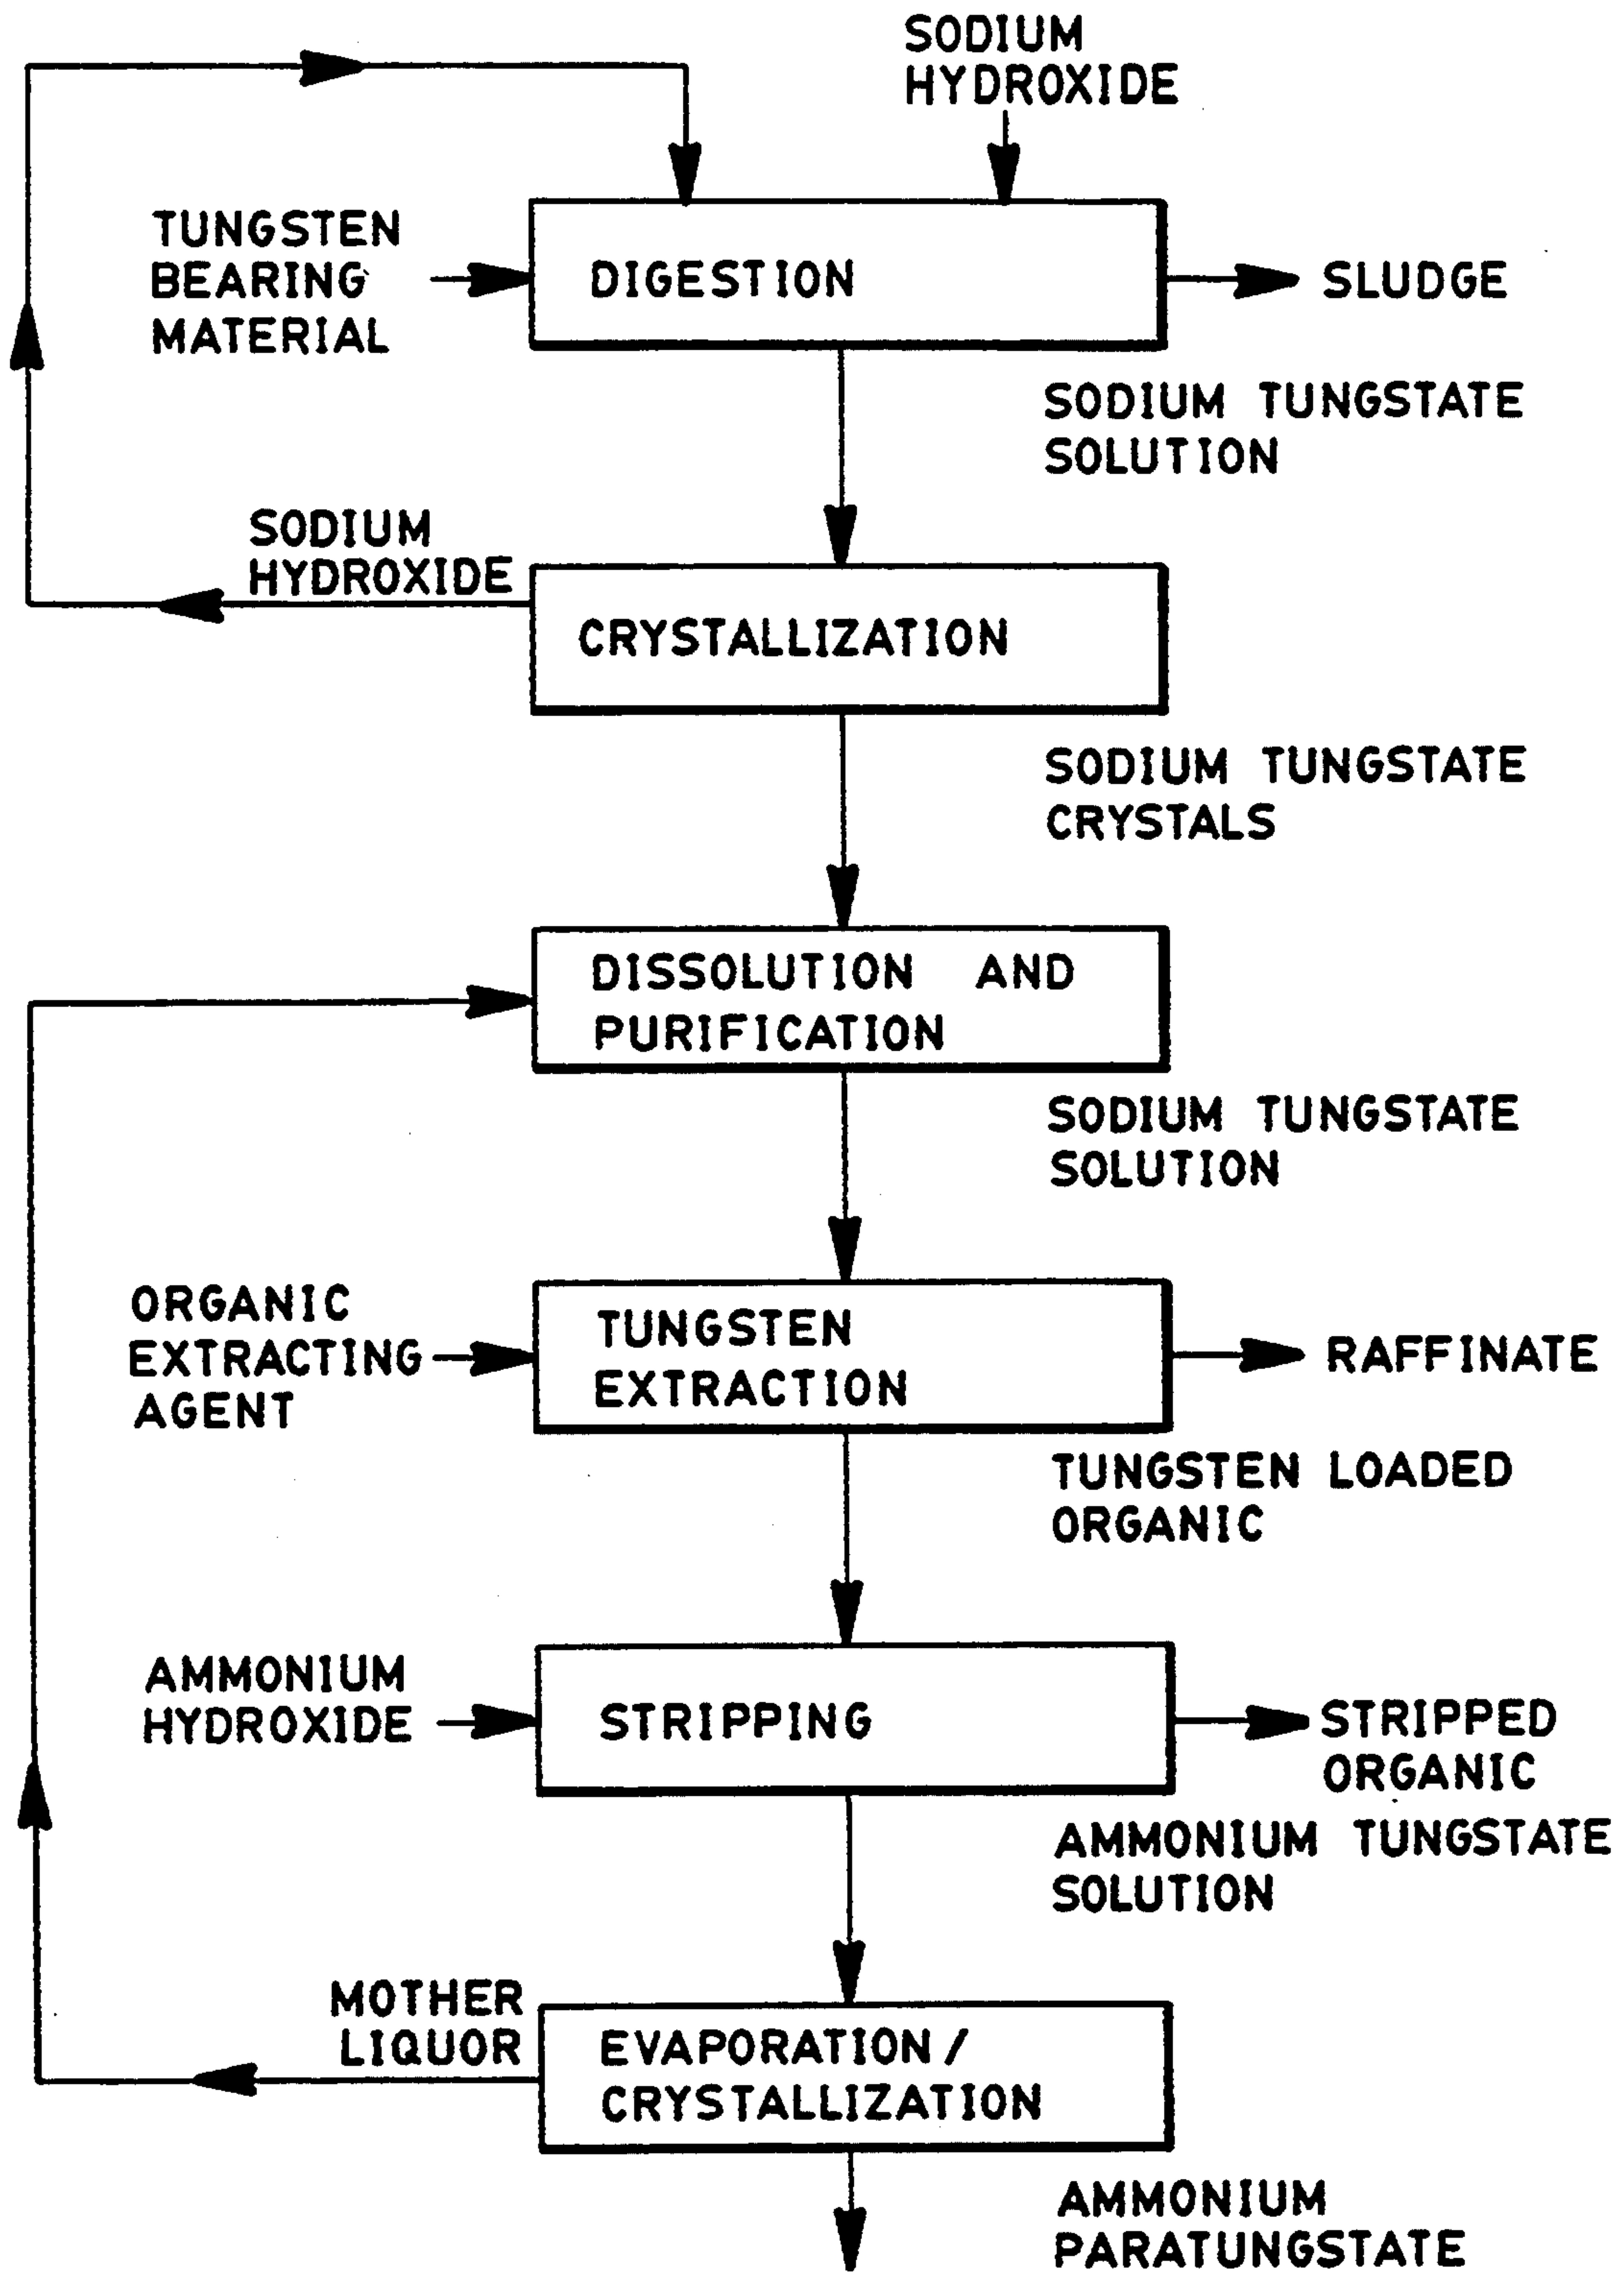 SODIUM
HYDROXIDE
TUNGSTEN
BEARING
MATERIAL
DIGESTION
SLUDGE
SODIUM TUNGSTATE
SOLUTION
SODIUM
HYDROXIDE
CRYSTALLIZATION
SODIUM TUNGSTATE
CRYSTALS
DISSOLUTION AND
PURIFICATION
SODIUM TUNGSTATE
SOLUTION
ORGANIC
EXTRACTING
AGENT
TUNGSTEN
EXTRACTION
RAFFINATE
TUNGSTEN LOADED
ORGANIC
AMMONIUM
HYDROXIDE
STRIPPING
STRIPPED
ORGANIC
AMMONIUM TUNGSTATE
SOLUTION
MOTHER
LIQUOR
EVAPORATION/
CRYSTALLIZATION
AMMONIUM
PARATUNGSTATE